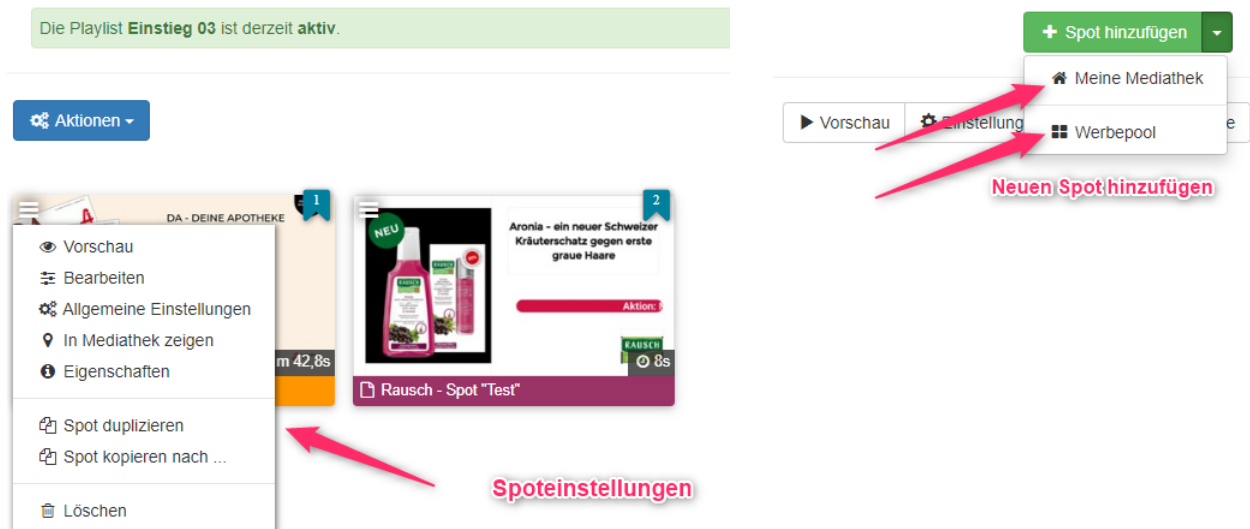 Die Playlist Einstieg 03 ist derzeit aktiv.
Spot hinzufügen
Meine Mediathek
Werbepool
Aktionen
Vorschau
Einstellung
e
Neuen Spot hinzufügen
DA - DEINE APOTHEKE
1
Vorschau
Bearbeiten
Allgemeine Einstellungen
In Mediathek zeigen
Eigenschaften
m 42,8s
Spot duplizieren
Spot kopieren nach ...
Löschen
2
NEU
Aronia - ein neuer Schweizer
Kräuterschatz gegen erste
graue Haare
RAUSCH
Aktion:
RAUSCH
8s
Rausch - Spot "Test"
Spoteinstellungen